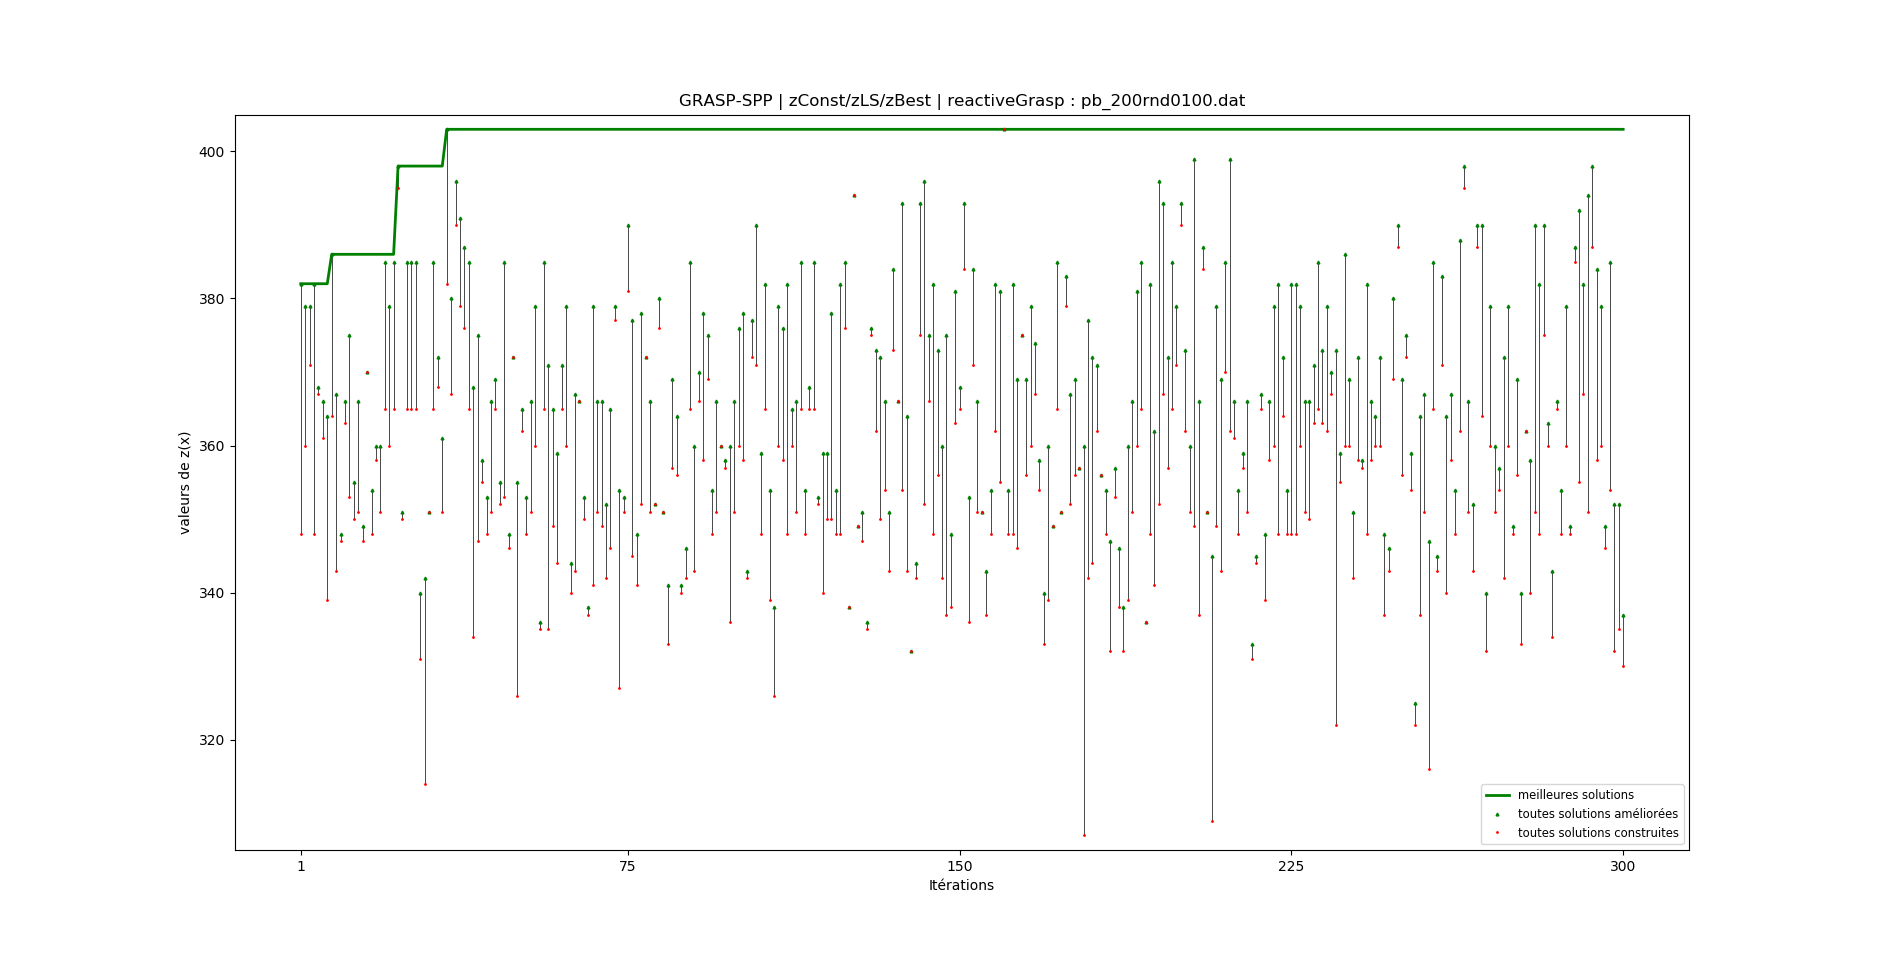 GRASP-SPP | zConst/zLS/zBest | reactiveGrasp : pb_200rnd0100.dat
valeurs de z(x)
400
380
360
340
320
1
75
150
225
300
Itérations
meilleures solutions
toutes solutions améliorées
toutes solutions construites